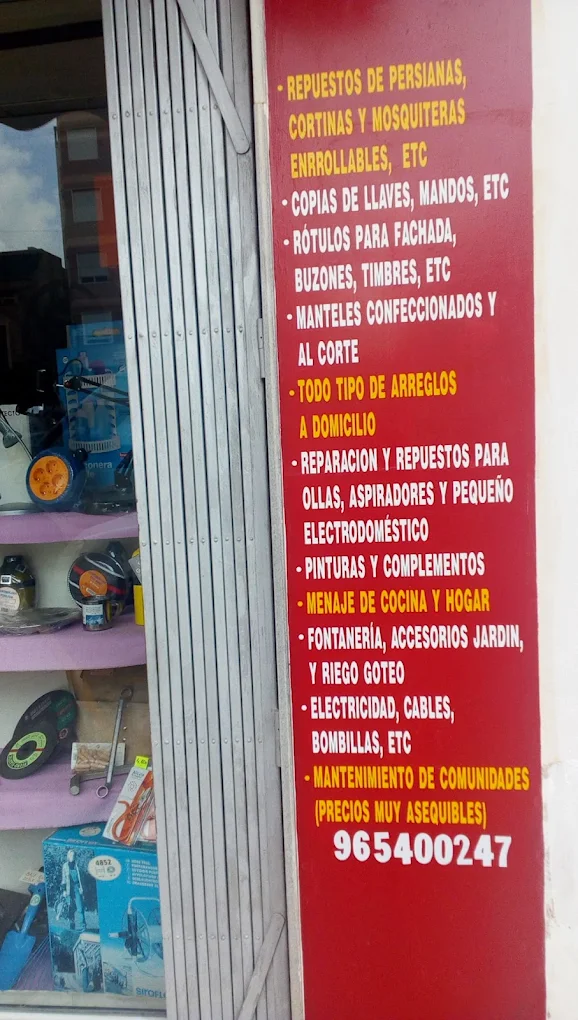 · REPUESTOS DE PERSIANAS,
CORTINAS Y MOSQUITERAS
ENRROLLABLES, ETC
· COPIAS DE LLAVES, MANDOS, ETC
· RÓTULOS PARA FACHADA,
BUZONES, TIMBRES, ETC
· MANTELES CONFECCIONADOS Y
AL CORTE
· TODO TIPO DE ARREGLOS
A DOMICILIO
· REPARACION Y REPUESTOS PARA
OLLAS, ASPIRADORES Y PEQUEÑO
ELECTRODOMÉSTICO
· PINTURAS Y COMPLEMENTOS
· MENAJE DE COCINA Y HOGAR
· FONTANERÍA, ACCESORIOS JARDIN,
Y RIEGO GOTEO
· ELECTRICIDAD, CABLES,
BOMBILLAS, ETC
· MANTENIMIENTO DE COMUNIDADES
(PRECIOS MUY ASEQUIBLES)
965400247
4852